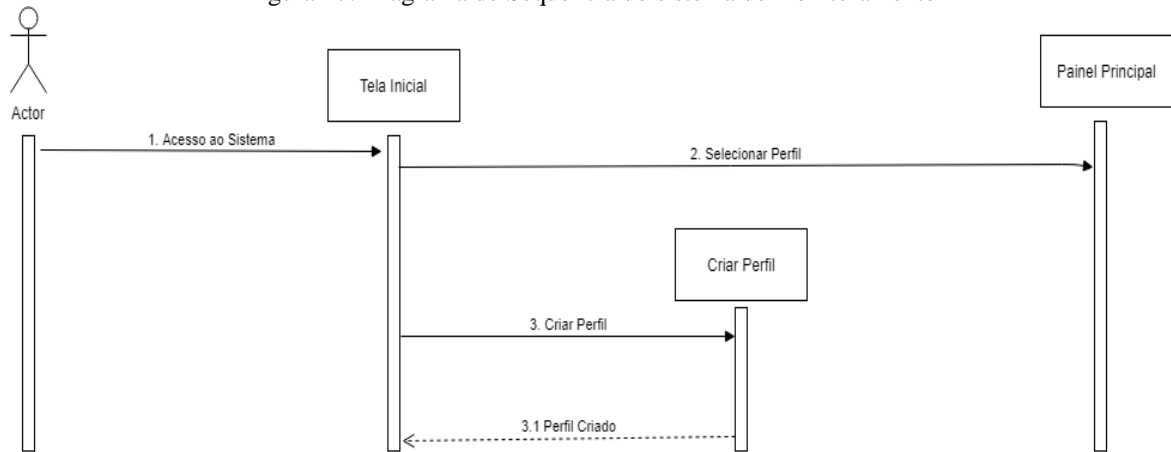 Tela Inicial
Painel Principal
Actor
1. Acesso ao Sistema
2. Selecionar Perfil
Criar Perfil
3. Criar Perfil
3.1 Perfil Criado